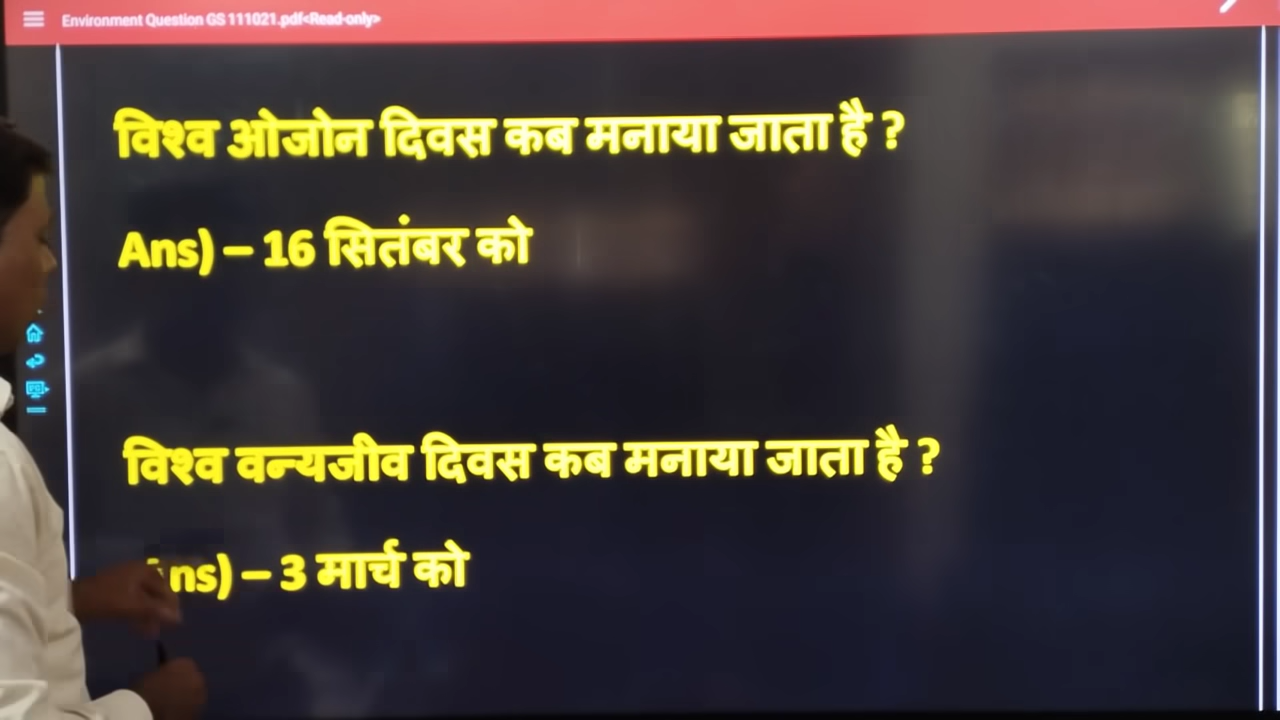 Environment Question GS 111021.pdf<Read-only>
विश्व ओजोन दिवस कब मनाया जाता है ?
Ans) – 16 सितंबर को
विश्व वन्यजीव दिवस कब मनाया जाता है ?
ns) – 3 मार्च को